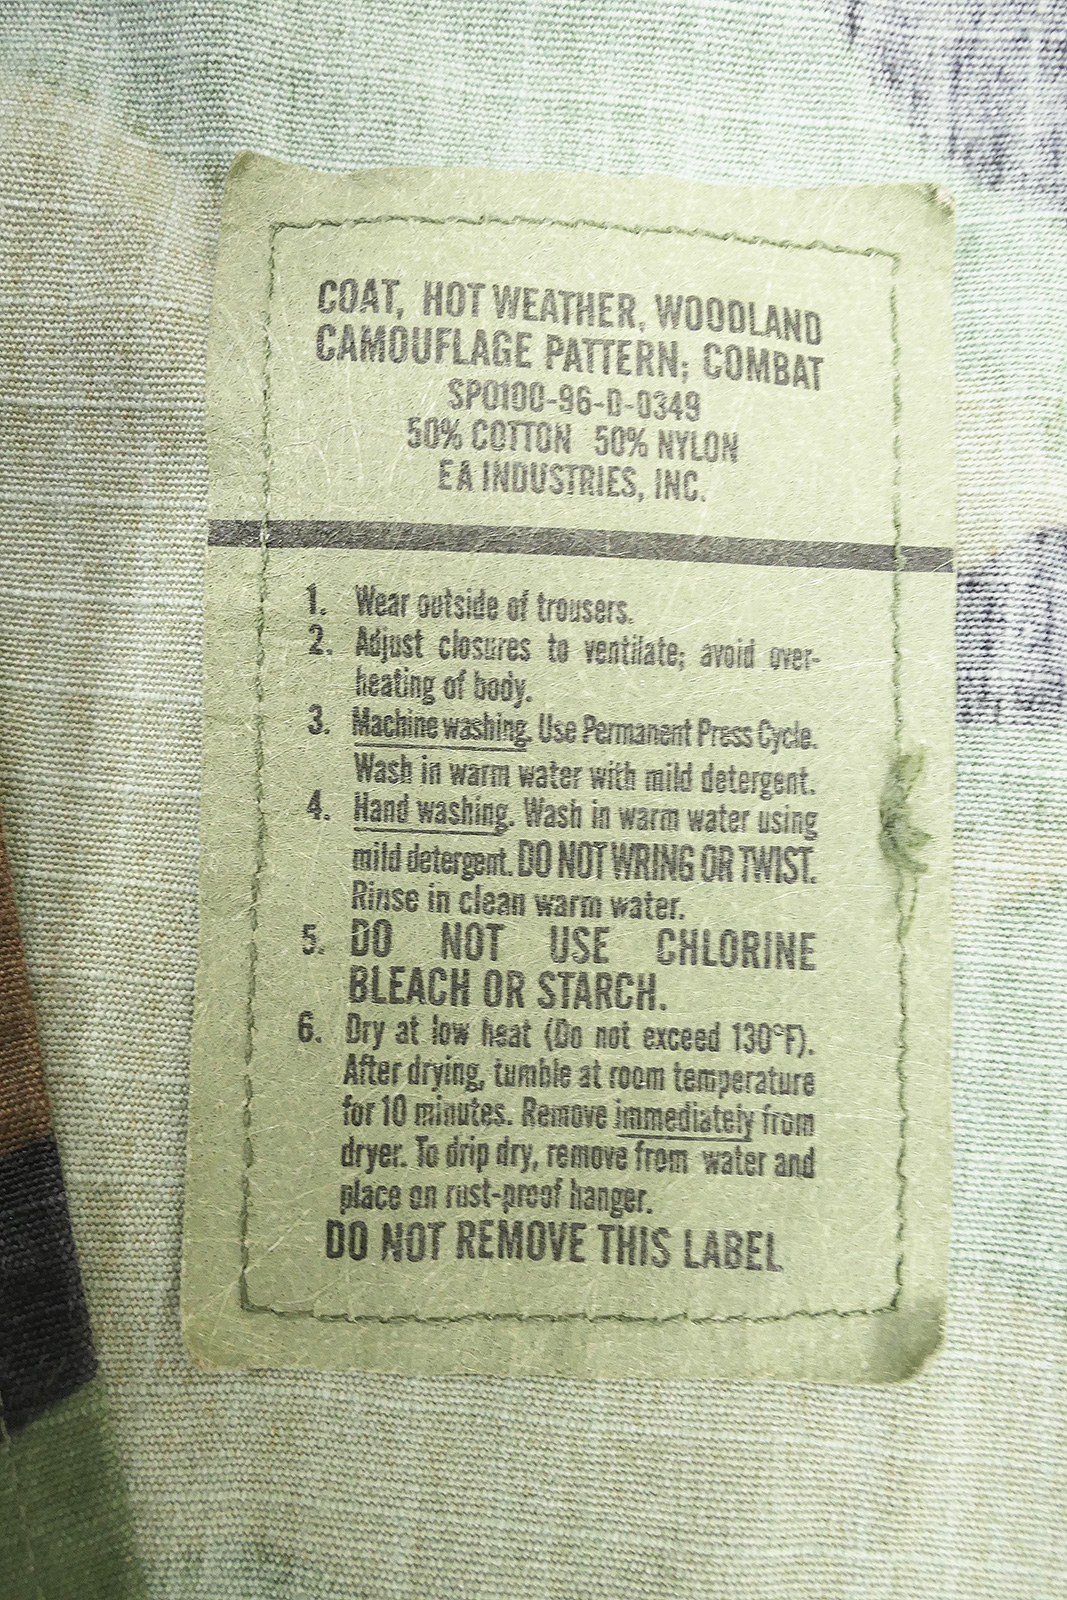 COAT, HOT WEATHER, WOODLAND
CAMOUFLAGE PATTERN; COMBAT
SPO100-96-D-0349
50% COTTON 50% NYLON
EA INDUSTRIES, INC.
1. Wear outside of trousers.
2. Adjust closures to ventilate; avoid over-
heating of body.
3. Machine washing. Use Permanent Press Cycle.
Wash in warm water with mild detergent.
4. Hand washing. Wash in warm water using
mild detergent. DO NOT WRING OR TWIST.
Rinse in clean warm water.
5. DO NOT USE CHLORINE
BLEACH OR STARCH.
6. Dry at low heat (Do not exceed 130°F).
After drying, tumble at room temperature
for 10 minutes. Remove immediately from
dryer. To drip dry, remove from water and
place on rust-proof hanger.
DO NOT REMOVE THIS LABEL